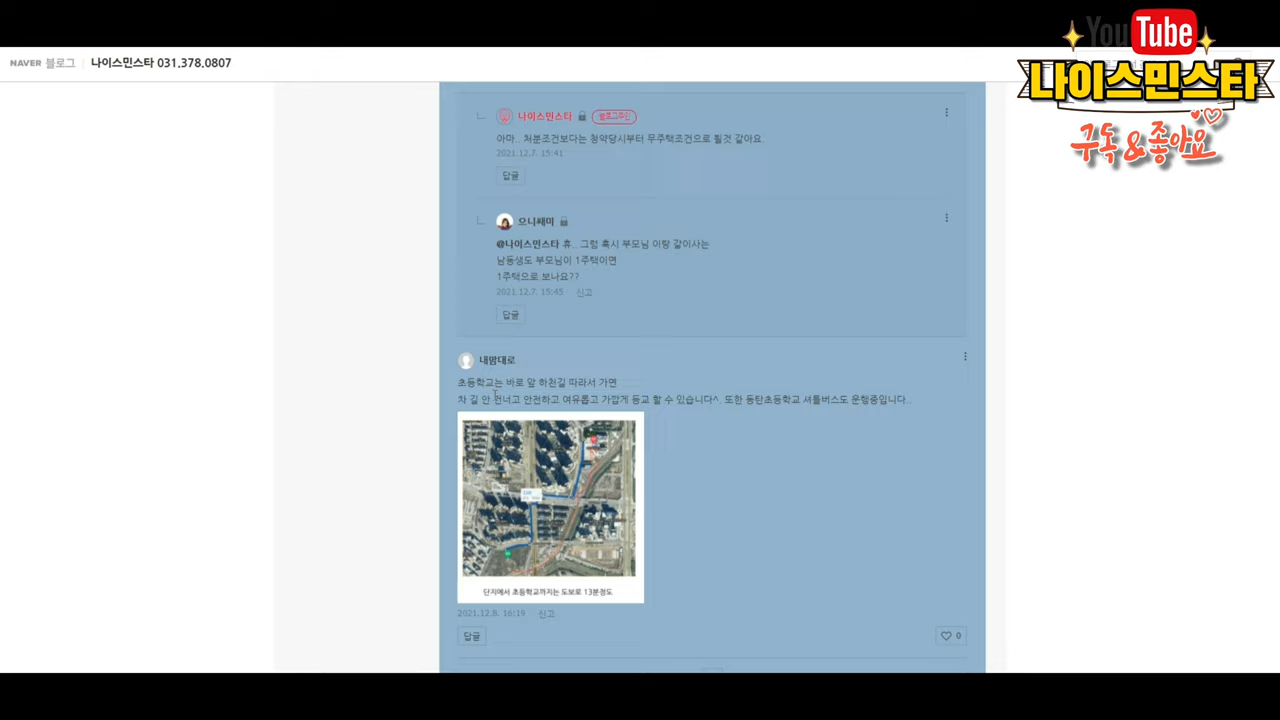 YouTube
나이스민스타
구독&좋아요
NAVER 블로그 나이스민스타 031.378.0807
나이스민스타 블로그주인
아마.. 처분조건보다는 청약당시부터 무주택조건으로 될것 같아요.
2021.12.7. 15:41
답글
으니쌔미
@나이스민스타 휴.. 그럼 혹시 부모님 이랑 같이사는
남동생도 부모님이 1주택이면
1주택으로 보나요??
2021.12.7. 15:45 신고
답글
내맘대로
초등학교는 바로 앞 하천길 따라서 가면
차 길 안 건너고 안전하고 여유롭고 가깝게 등교 할 수 있습니다^. 또한 동탄초등학교 셔틀버스도 운행중입니다..
단지에서 초등학교까지는 도보로 13분정도
2021.12.8. 16:19 신고
답글
0